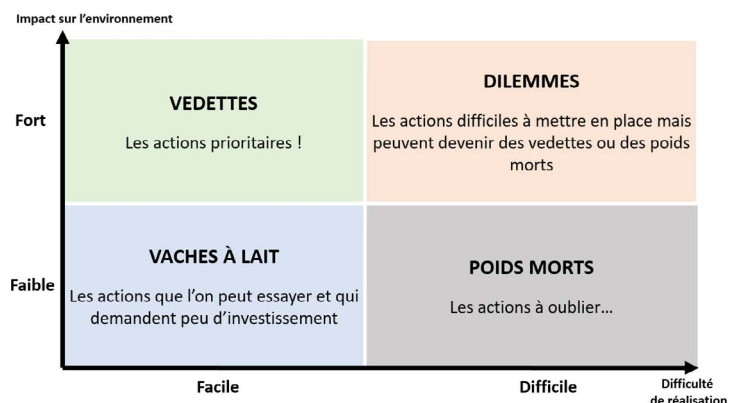 Impact sur l'environnement
Fort
VEDETTES
Les actions prioritaires !
DILEMMES
Les actions difficiles à mettre en place mais
peuvent devenir des vedettes ou des poids
morts
Faible
VACHES À LAIT
Les actions que l'on peut essayer et qui
demandent peu d'investissement
POIDS MORTS
Les actions à oublier...
Facile
Difficile
Difficulté
de réalisation